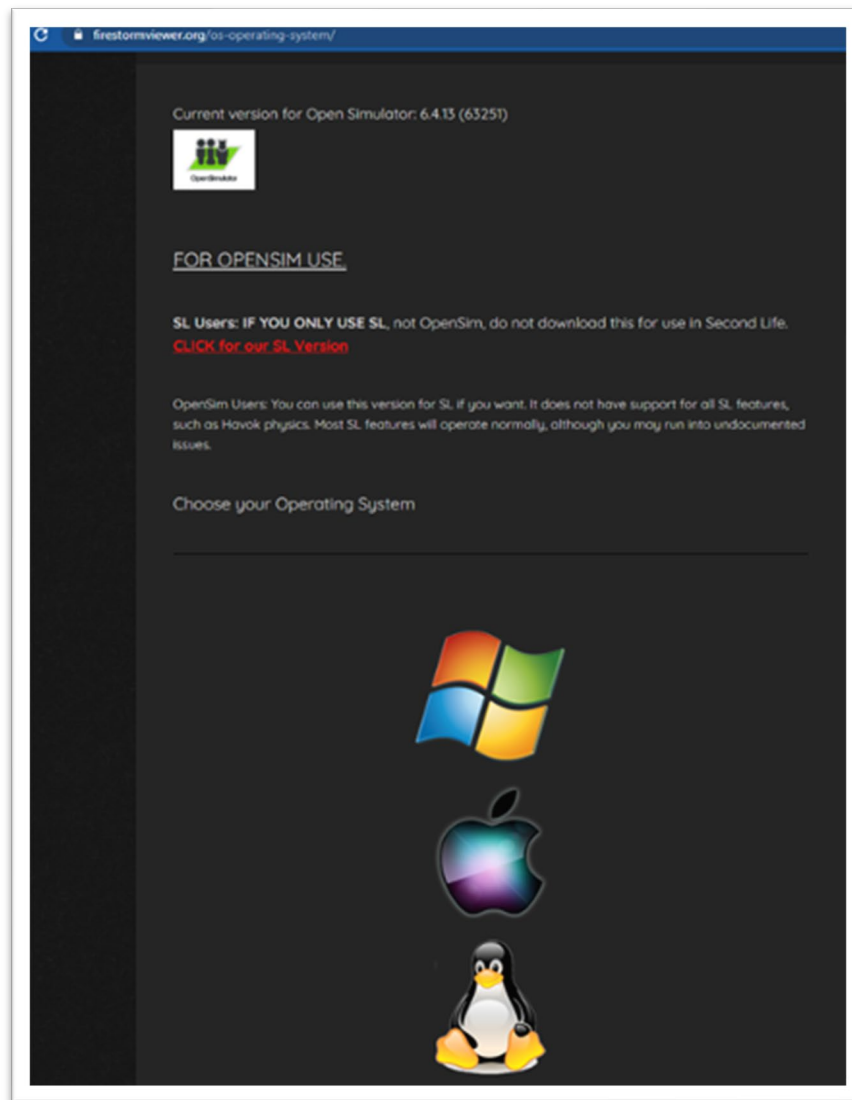 firestormviewer.org/os-operating-system/
Current version for Open Simulator: 6.4.13 (63251)
OpenSimulator
FOR OPENSIM USE.
SL Users: IF YOU ONLY USE SL, not OpenSim, do not download this for use in Second Life.
CLICK for our SL Version
OpenSim Users: You can use this version for SL if you want. It does not have support for all SL features,
such as Havok physics. Most SL features will operate normally, although you may run into undocumented
issues.
Choose your Operating System